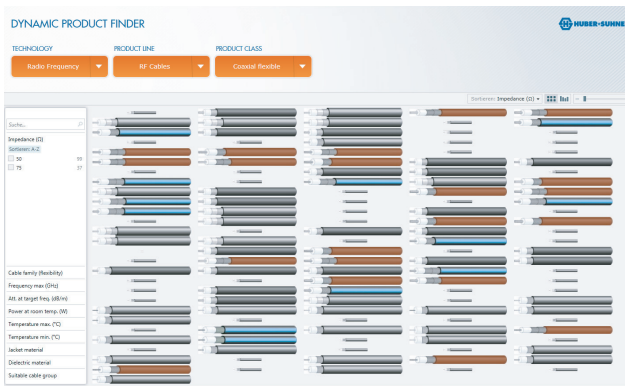 DYNAMIC PRODUCT FINDER
HUBER+SUHNER
TECHNOLOGY
PRODUCT LINE
PRODUCT CLASS
Radio Frequency
RF Cables
Coaxial flexible
Sortieren: Impedance (Ω)
Suche...
Impedance (Ω)
Sortieren A-Z
50 99
75 37
Cable family (flexibility)
Frequency max (GHz)
Att. at target freq. (dB/m)
Power at room temp. (W)
Temperature max. (°C)
Temperature min. (°C)
Jacket material
Dielectric material
Suitable cable group